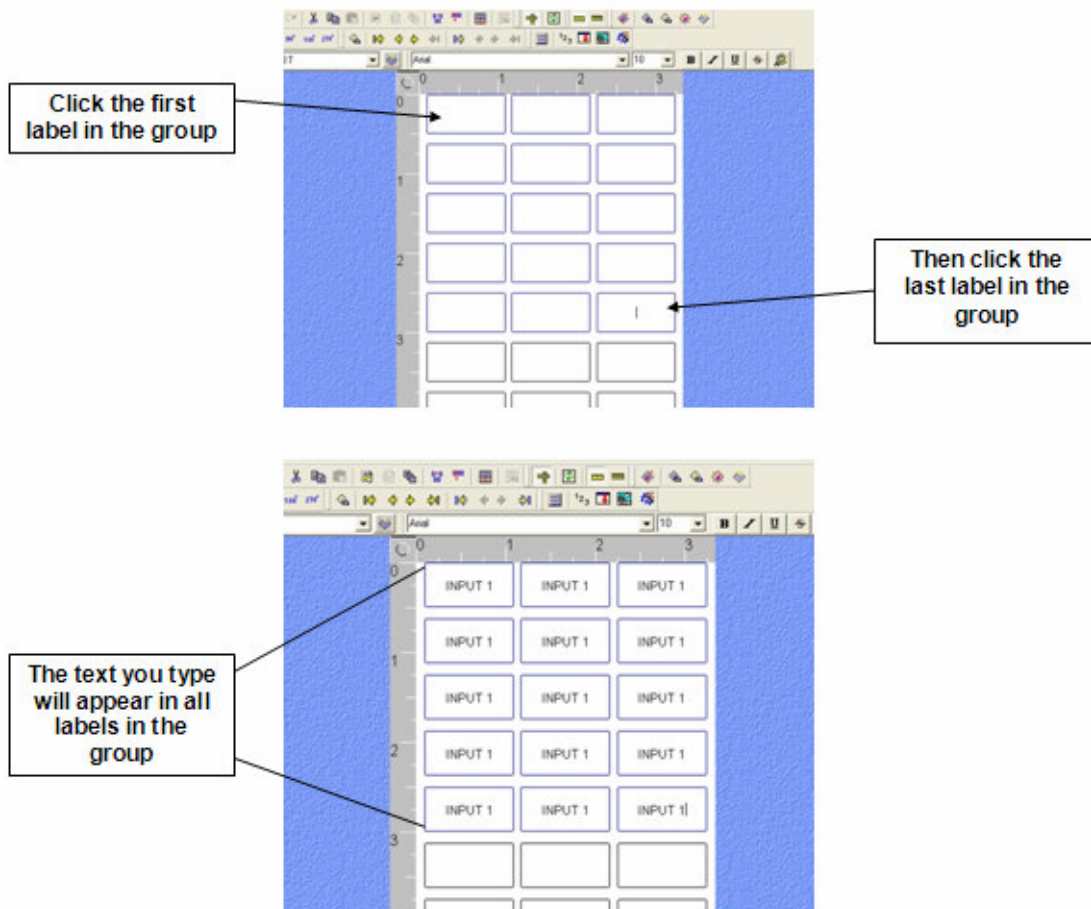 Arial 10 B I U S
0 1 2 3
Click the first
label in the group
0
1
2
3
Then click the
last label in the
group
Arial 10 B I U S
0 1 2 3
0
INPUT 1 INPUT 1 INPUT 1
INPUT 1 INPUT 1 INPUT 1
1
INPUT 1 INPUT 1 INPUT 1
2
INPUT 1 INPUT 1 INPUT 1
INPUT 1 INPUT 1 INPUT 1
3
The text you type
will appear in all
labels in the
group